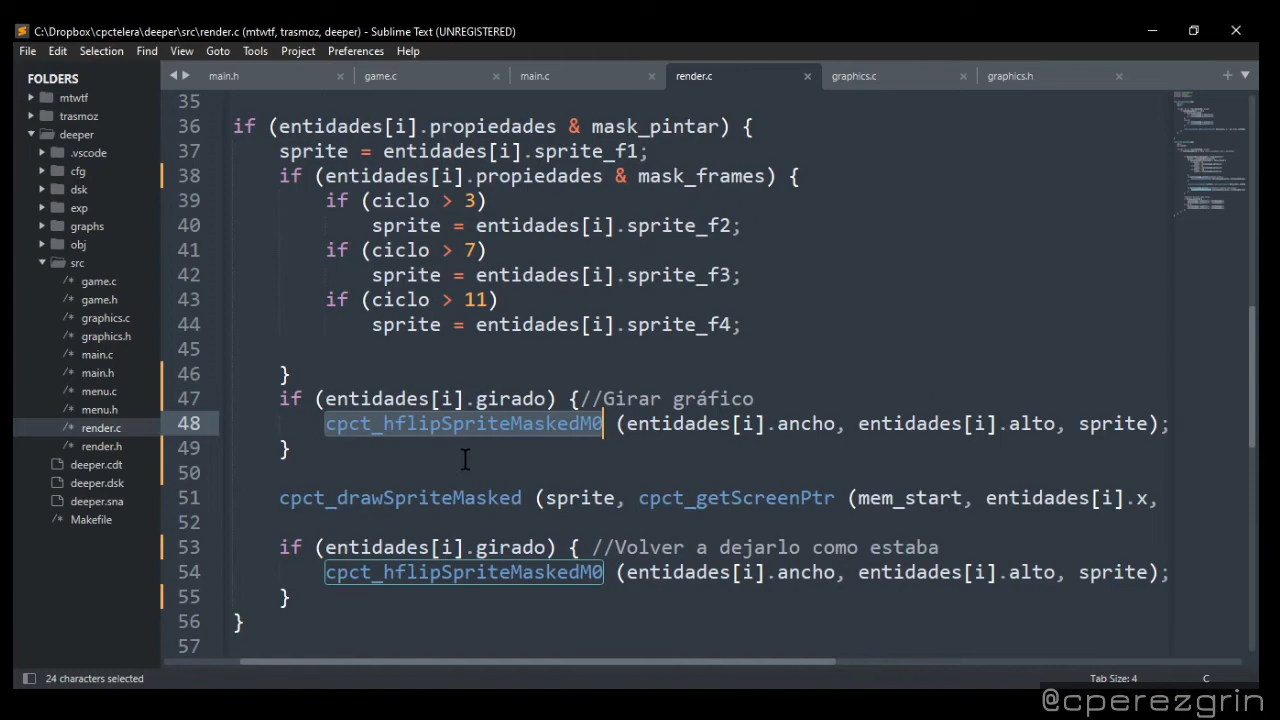 C:\Dropbox\cpctelera\deeper\src\render.c (mtwtf, trasmoz, deeper) - Sublime Text (UNREGISTERED)
File Edit Selection Find View Goto Tools Project Preferences Help
FOLDERS
mtwtf
trasmoz
deeper
.vscode
cfg
dsk
exp
graphs
obj
src
/* game.c
/* game.h
/* graphics.c
/* graphics.h
/* main.c
/* main.h
/* menu.c
/* menu.h
/* render.c
/* render.h
deeper.cdt
deeper.dsk
deeper.sna
Makefile
main.h game.c main.c render.c graphics.c graphics.h
35
36 if (entidades[i].propiedades & mask_pintar) {
37 sprite = entidades[i].sprite_f1;
38 if (entidades[i].propiedades & mask_frames) {
39 if (ciclo > 3)
40 sprite = entidades[i].sprite_f2;
41 if (ciclo > 7)
42 sprite = entidades[i].sprite_f3;
43 if (ciclo > 11)
44 sprite = entidades[i].sprite_f4;
45
46 }
47 if (entidades[i].girado) {//Girar gráfico
48 cpct_hflipSpriteMaskedM0 (entidades[i].ancho, entidades[i].alto, sprite);
49 }
50
51 cpct_drawSpriteMasked (sprite, cpct_getScreenPtr (mem_start, entidades[i].x,
52
53 if (entidades[i].girado) { //Volver a dejarlo como estaba
54 cpct_hflipSpriteMaskedM0 (entidades[i].ancho, entidades[i].alto, sprite);
55 }
56 }
57
24 characters selected
Tab Size: 4
C
@cperezgrin